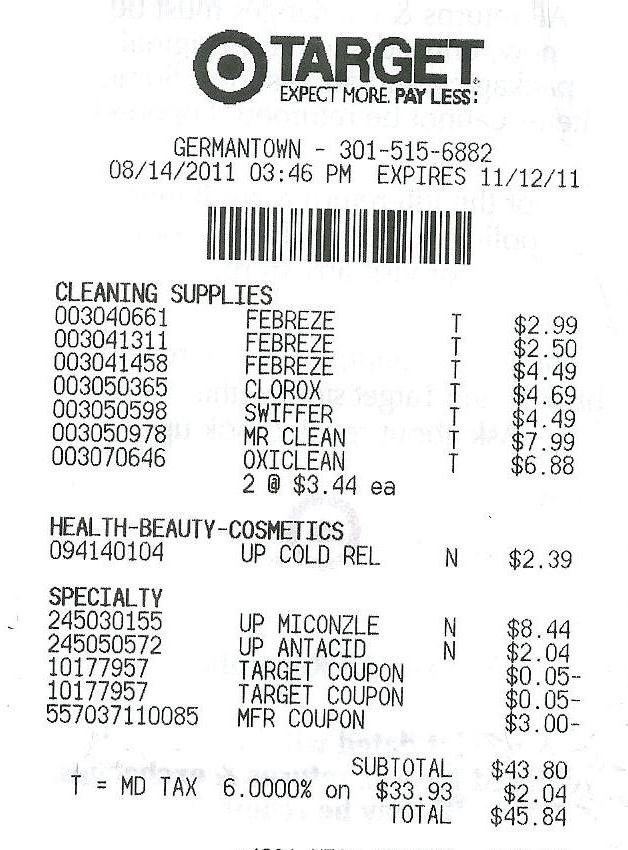 TARGET
EXPECT MORE. PAY LESS.
GERMANTOWN - 301-515-6882
08/14/2011 03:46 PM EXPIRES 11/12/11
CLEANING SUPPLIES
003040661 FEBREZE T $2.99
003041311 FEBREZE T $2.50
003041458 FEBREZE T $4.49
003050365 CLOROX T $4.69
003050598 SWIFFER T $4.49
003050978 MR CLEAN T $7.99
003070646 OXICLEAN T $6.88
2 @ $3.44 ea
HEALTH-BEAUTY-COSMETICS
094140104 UP COLD REL N $2.39
SPECIALTY
245030155 UP MICONZLE N $8.44
245050572 UP ANTACID N $2.04
10177957 TARGET COUPON $0.05-
10177957 TARGET COUPON $0.05-
557037110085 MFR COUPON $3.00-
SUBTOTAL $43.80
T = MD TAX 6.0000% on $33.93 $2.04
TOTAL $45.84